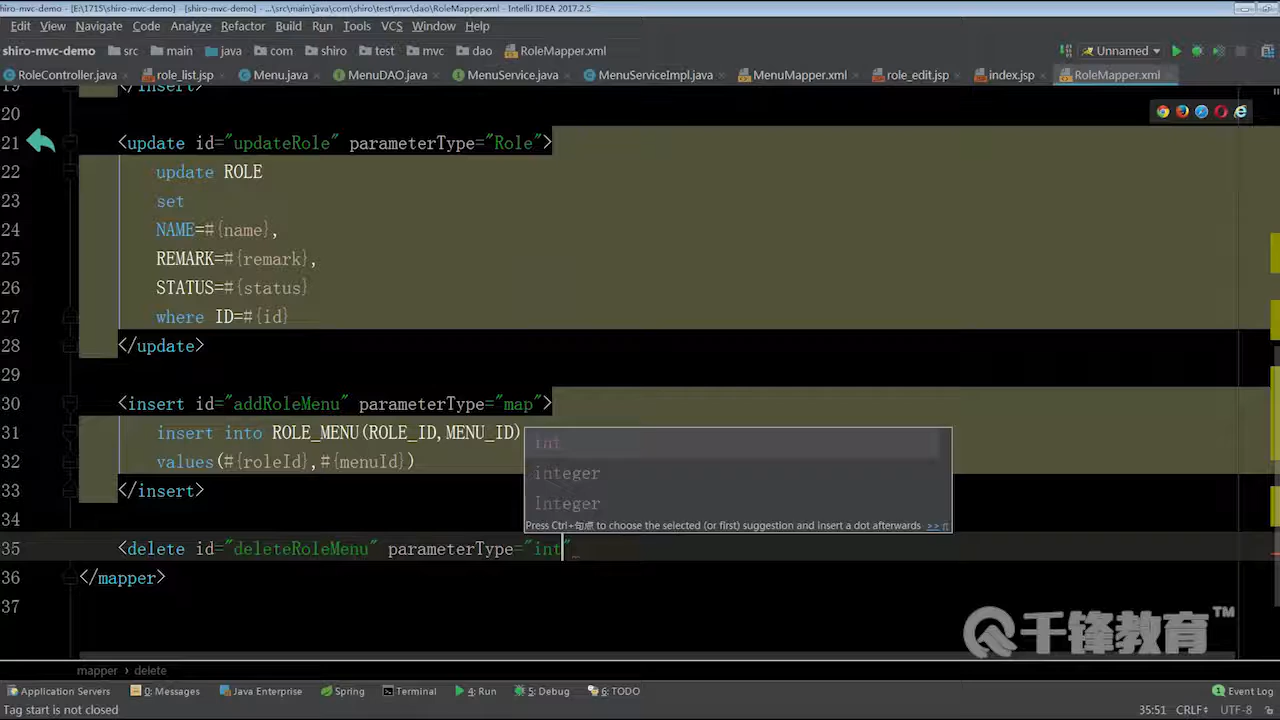 shiro-mvc-demo - [E:\1715\shiro-mvc-demo] - [shiro-mvc-demo] - ...\src\main\java\com\shiro\test\mvc\dao\RoleMapper.xml - IntelliJ IDEA 2017.2.5
Edit View Navigate Code Analyze Refactor Build Run Tools VCS Window Help
shiro-mvc-demo src main java com shiro test mvc dao RoleMapper.xml Unnamed
RoleController.java role_list.jsp Menu.java MenuDAO.java MenuService.java MenuServiceImpl.java MenuMapper.xml role_edit.jsp index.jsp RoleMapper.xml
19 </insert>
20
21 <update id="updateRole" parameterType="Role">
22 update ROLE
23 set
24 NAME=#{name},
25 REMARK=#{remark},
26 STATUS=#{status}
27 where ID=#{id}
28 </update>
29
30 <insert id="addRoleMenu" parameterType="map">
31 insert into ROLE_MENU(ROLE_ID,MENU_ID)
int
32 values(#{roleId},#{menuId})
integer
33 </insert>
Integer
34
Press Ctrl+句点 to choose the selected (or first) suggestion and insert a dot afterwards >> π
35 <delete id="deleteRoleMenu" parameterType="int"
36 </mapper>
37
千锋教育™
mapper › delete
Application Servers 0: Messages Java Enterprise Spring Terminal 4: Run 5: Debug 6: TODO Event Log
Tag start is not closed 35:51 CRLF UTF-8